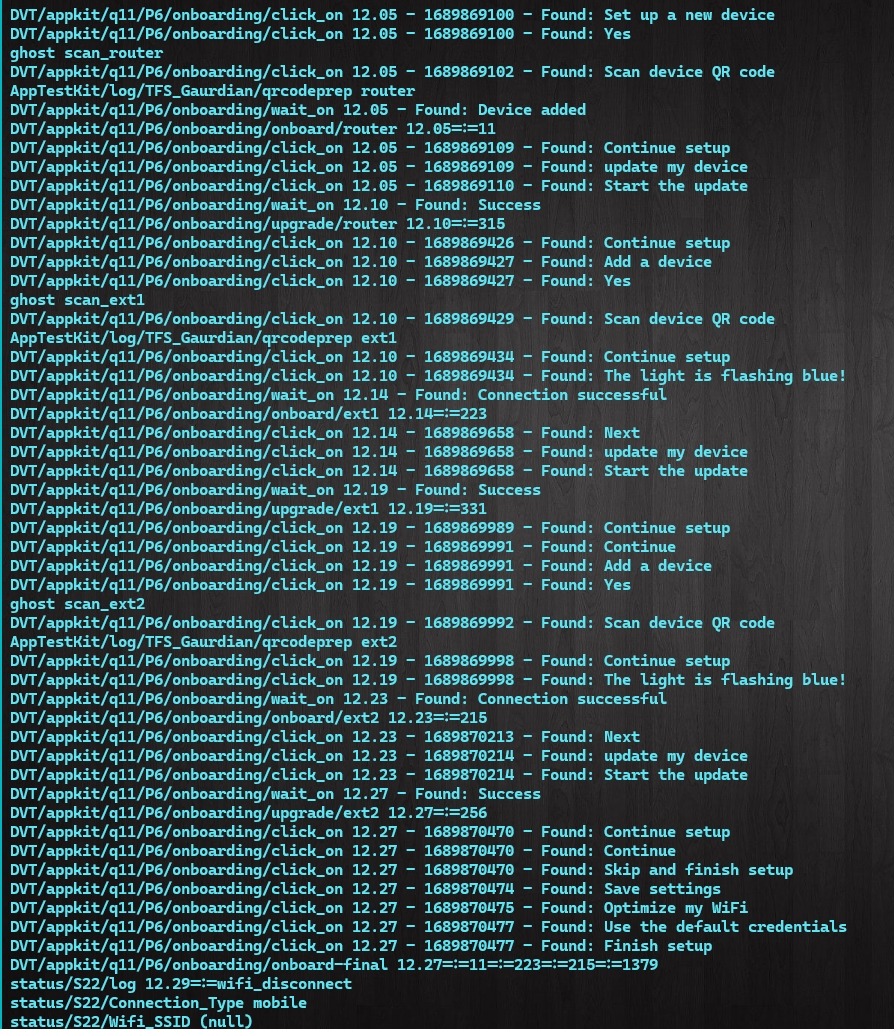 DVT/appkit/q11/P6/onboarding/click_on 12.05 - 1689869100 - Found: Set up a new device
DVT/appkit/q11/P6/onboarding/click_on 12.05 - 1689869100 - Found: Yes
ghost scan_router
DVT/appkit/q11/P6/onboarding/click_on 12.05 - 1689869102 - Found: Scan device QR code
AppTestKit/log/TFS_Gaurdian/qrcodeprep router
DVT/appkit/q11/P6/onboarding/wait_on 12.05 - Found: Device added
DVT/appkit/q11/P6/onboarding/onboard/router 12.05=:=11
DVT/appkit/q11/P6/onboarding/click_on 12.05 - 1689869109 - Found: Continue setup
DVT/appkit/q11/P6/onboarding/click_on 12.05 - 1689869109 - Found: update my device
DVT/appkit/q11/P6/onboarding/click_on 12.05 - 1689869110 - Found: Start the update
DVT/appkit/q11/P6/onboarding/wait_on 12.10 - Found: Success
DVT/appkit/q11/P6/onboarding/upgrade/router 12.10=:=315
DVT/appkit/q11/P6/onboarding/click_on 12.10 - 1689869426 - Found: Continue setup
DVT/appkit/q11/P6/onboarding/click_on 12.10 - 1689869427 - Found: Add a device
DVT/appkit/q11/P6/onboarding/click_on 12.10 - 1689869427 - Found: Yes
ghost scan_ext1
DVT/appkit/q11/P6/onboarding/click_on 12.10 - 1689869429 - Found: Scan device QR code
AppTestKit/log/TFS_Gaurdian/qrcodeprep ext1
DVT/appkit/q11/P6/onboarding/click_on 12.10 - 1689869434 - Found: Continue setup
DVT/appkit/q11/P6/onboarding/click_on 12.10 - 1689869434 - Found: The light is flashing blue!
DVT/appkit/q11/P6/onboarding/wait_on 12.14 - Found: Connection successful
DVT/appkit/q11/P6/onboarding/onboard/ext1 12.14=:=223
DVT/appkit/q11/P6/onboarding/click_on 12.14 - 1689869658 - Found: Next
DVT/appkit/q11/P6/onboarding/click_on 12.14 - 1689869658 - Found: update my device
DVT/appkit/q11/P6/onboarding/click_on 12.14 - 1689869658 - Found: Start the update
DVT/appkit/q11/P6/onboarding/wait_on 12.19 - Found: Success
DVT/appkit/q11/P6/onboarding/upgrade/ext1 12.19=:=331
DVT/appkit/q11/P6/onboarding/click_on 12.19 - 1689869989 - Found: Continue setup
DVT/appkit/q11/P6/onboarding/click_on 12.19 - 1689869991 - Found: Continue
DVT/appkit/q11/P6/onboarding/click_on 12.19 - 1689869991 - Found: Add a device
DVT/appkit/q11/P6/onboarding/click_on 12.19 - 1689869991 - Found: Yes
ghost scan_ext2
DVT/appkit/q11/P6/onboarding/click_on 12.19 - 1689869992 - Found: Scan device QR code
AppTestKit/log/TFS_Gaurdian/qrcodeprep ext2
DVT/appkit/q11/P6/onboarding/click_on 12.19 - 1689869998 - Found: Continue setup
DVT/appkit/q11/P6/onboarding/click_on 12.19 - 1689869998 - Found: The light is flashing blue!
DVT/appkit/q11/P6/onboarding/wait_on 12.23 - Found: Connection successful
DVT/appkit/q11/P6/onboarding/onboard/ext2 12.23=:=215
DVT/appkit/q11/P6/onboarding/click_on 12.23 - 1689870213 - Found: Next
DVT/appkit/q11/P6/onboarding/click_on 12.23 - 1689870214 - Found: update my device
DVT/appkit/q11/P6/onboarding/click_on 12.23 - 1689870214 - Found: Start the update
DVT/appkit/q11/P6/onboarding/wait_on 12.27 - Found: Success
DVT/appkit/q11/P6/onboarding/upgrade/ext2 12.27=:=256
DVT/appkit/q11/P6/onboarding/click_on 12.27 - 1689870470 - Found: Continue setup
DVT/appkit/q11/P6/onboarding/click_on 12.27 - 1689870470 - Found: Continue
DVT/appkit/q11/P6/onboarding/click_on 12.27 - 1689870470 - Found: Skip and finish setup
DVT/appkit/q11/P6/onboarding/click_on 12.27 - 1689870474 - Found: Save settings
DVT/appkit/q11/P6/onboarding/click_on 12.27 - 1689870475 - Found: Optimize my WiFi
DVT/appkit/q11/P6/onboarding/click_on 12.27 - 1689870477 - Found: Use the default credentials
DVT/appkit/q11/P6/onboarding/click_on 12.27 - 1689870477 - Found: Finish setup
DVT/appkit/q11/P6/onboarding/onboard-final 12.27=:=11=:=223=:=215=:=1379
status/S22/log 12.29=:=wifi_disconnect
status/S22/Connection_Type mobile
status/S22/Wifi_SSID (null)